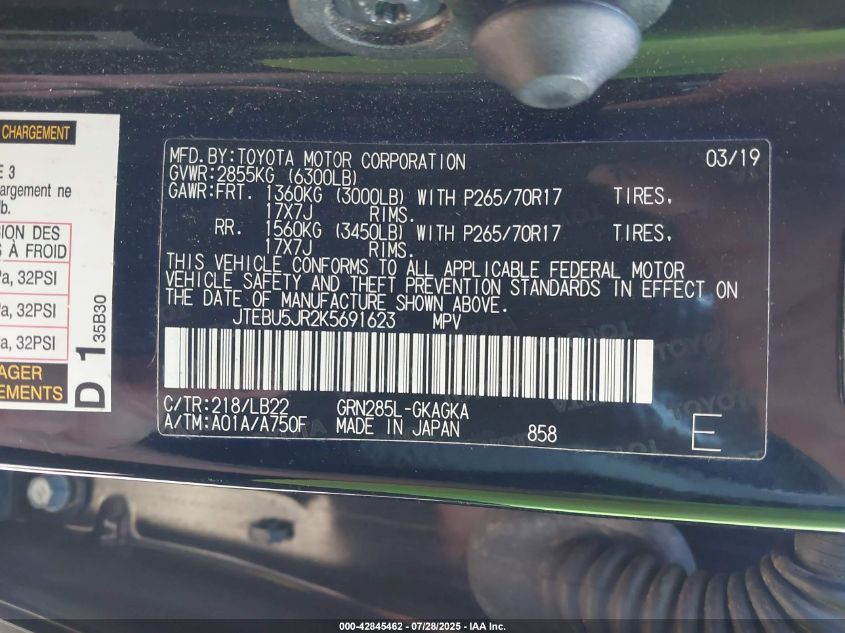 CHARGEMENT
E 3
argement ne
lb.
SION DES
S À FROID
Pa, 32PSI
Pa, 32PSI
Pa, 32PSI
AGER
EMENTS
D 1 35B30
MFD.BY:TOYOTA MOTOR CORPORATION 03/19
GVWR:2855KG (6300LB)
GAWR:FRT. 1360KG (3000LB) WITH P265/70R17 TIRES,
17X7J RIMS.
RR. 1560KG (3450LB) WITH P265/70R17 TIRES,
17X7J RIMS.
THIS VEHICLE CONFORMS TO ALL APPLICABLE FEDERAL MOTOR
VEHICLE SAFETY AND THEFT PREVENTION STANDARDS IN EFFECT ON
THE DATE OF MANUFACTURE SHOWN ABOVE.
JTEBU5JR2K5691623 MPV
C/TR:218/LB22 GRN285L-GKAGKA
A/TM:A01A/A750F MADE IN JAPAN 858 E
000-42845462 - 07/28/2025 - IAA Inc.